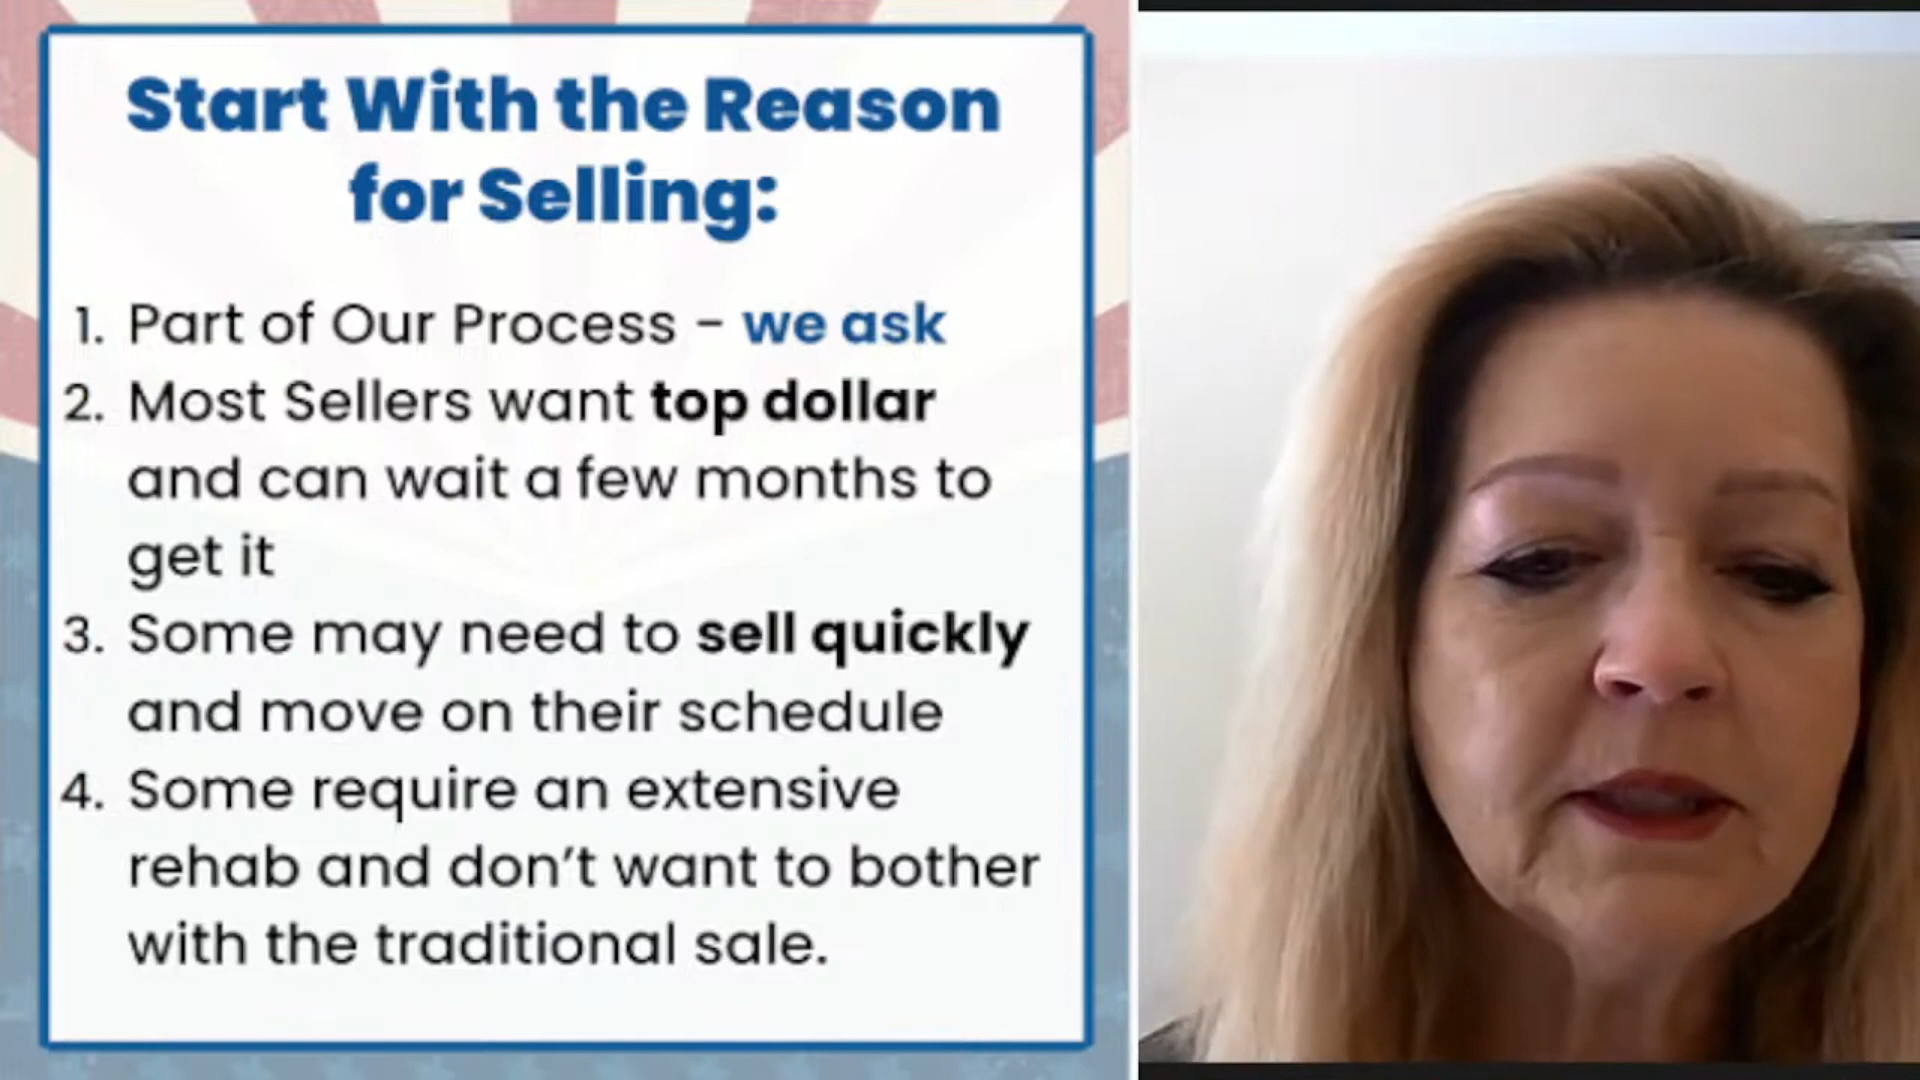 Start With the Reason
for Selling:
1. Part of Our Process – we ask
2. Most Sellers want top dollar
and can wait a few months to
get it
3. Some may need to sell quickly
and move on their schedule
4. Some require an extensive
rehab and don’t want to bother
with the traditional sale.